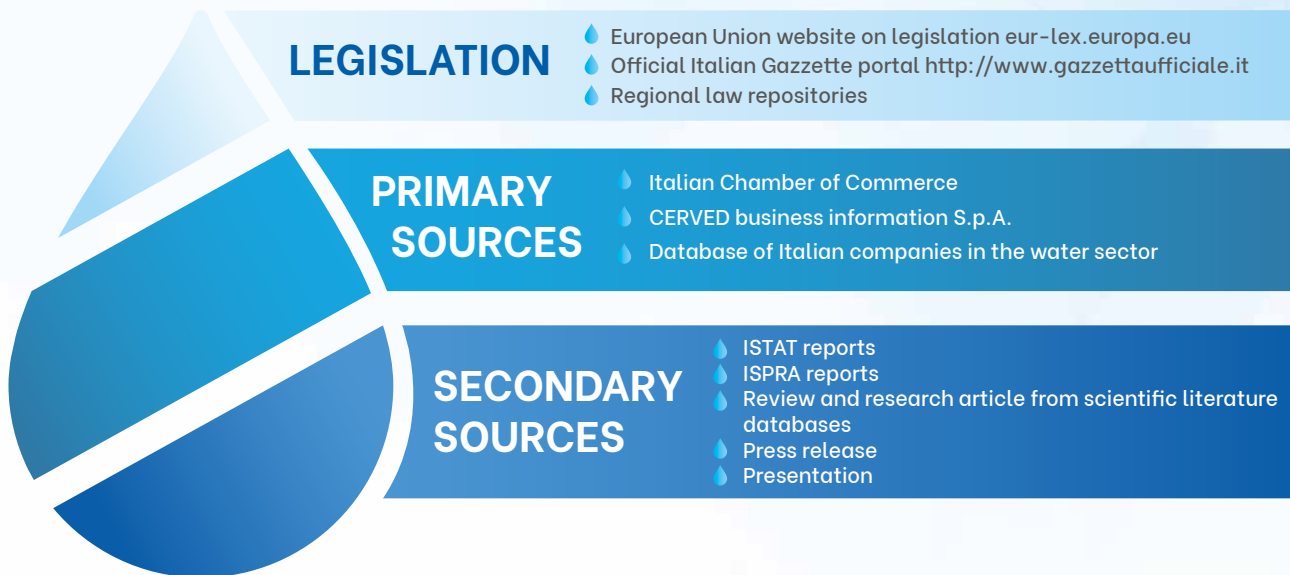 LEGISLATION
European Union website on legislation eur-lex.europa.eu
Official Italian Gazzette portal http://www.gazzettaufficiale.it
Regional law repositories
PRIMARY
SOURCES
Italian Chamber of Commerce
CERVED business information S.p.A.
Database of Italian companies in the water sector
SECONDARY
SOURCES
ISTAT reports
ISPRA reports
Review and research article from scientific literature
databases
Press release
Presentation